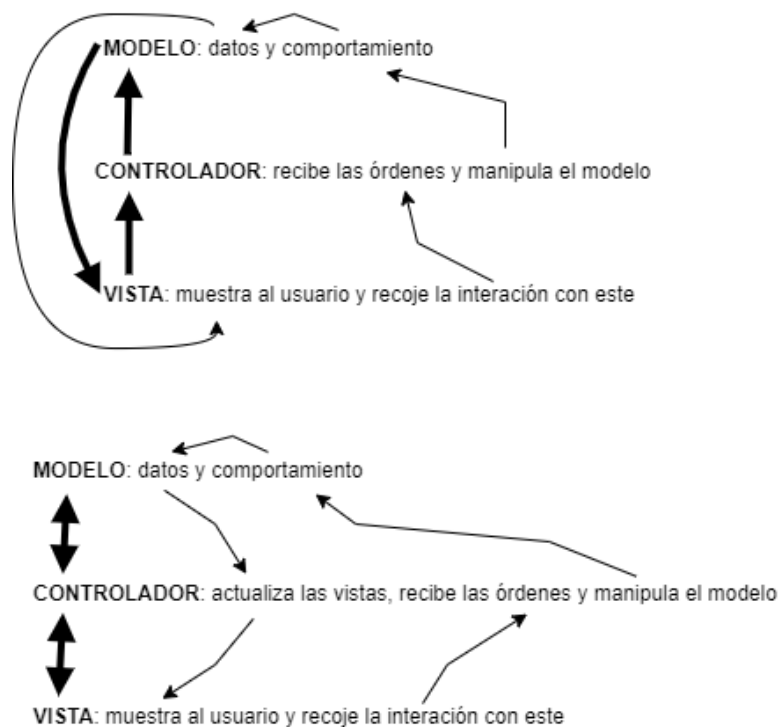 MODELO: datos y comportamiento
CONTROLADOR: recibe las órdenes y manipula el modelo
VISTA: muestra al usuario y recoje la interación con este
MODELO: datos y comportamiento
CONTROLADOR: actualiza las vistas, recibe las órdenes y manipula el modelo
VISTA: muestra al usuario y recoje la interación con este